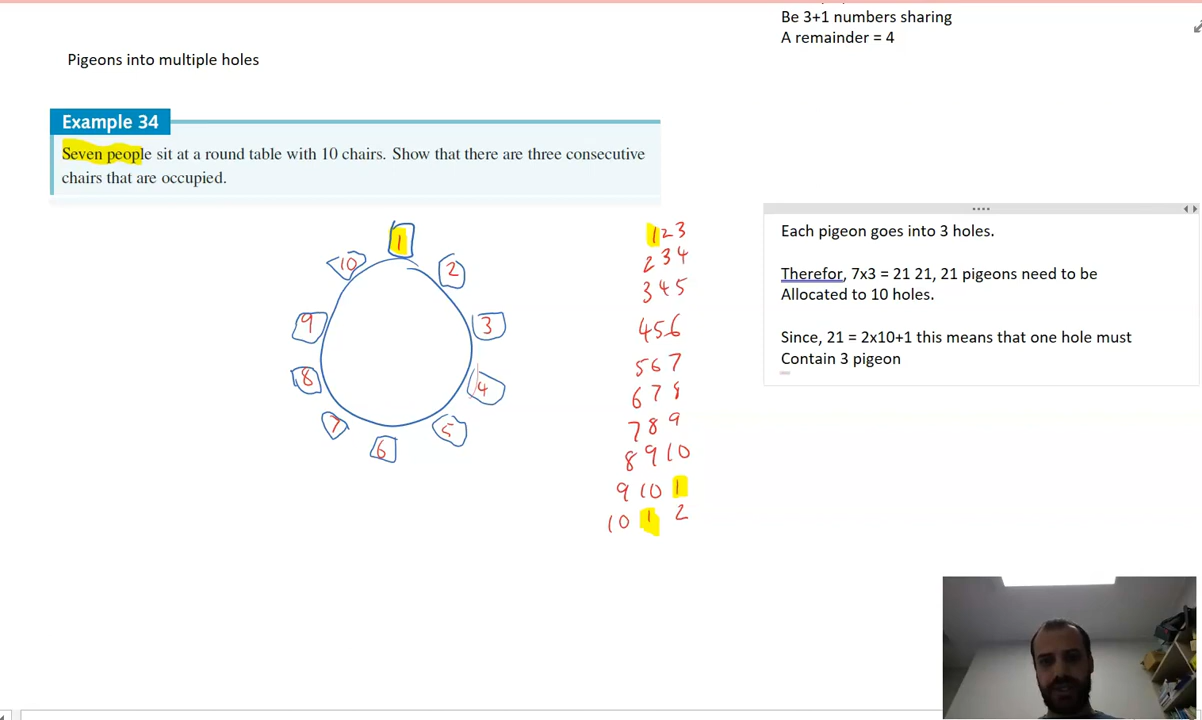 Be 3+1 numbers sharing
A remainder = 4
Pigeons into multiple holes
Example 34
Seven people sit at a round table with 10 chairs. Show that there are three consecutive
chairs that are occupied.
1
2
3
4
5
6
7
8
9
10
1 2 3
2 3 4
3 4 5
4 5 6
5 6 7
6 7 8
7 8 9
8 9 10
9 10 1
10 1 2
Each pigeon goes into 3 holes.
Therefor, 7x3 = 21 21, 21 pigeons need to be
Allocated to 10 holes.
Since, 21 = 2x10+1 this means that one hole must
Contain 3 pigeon